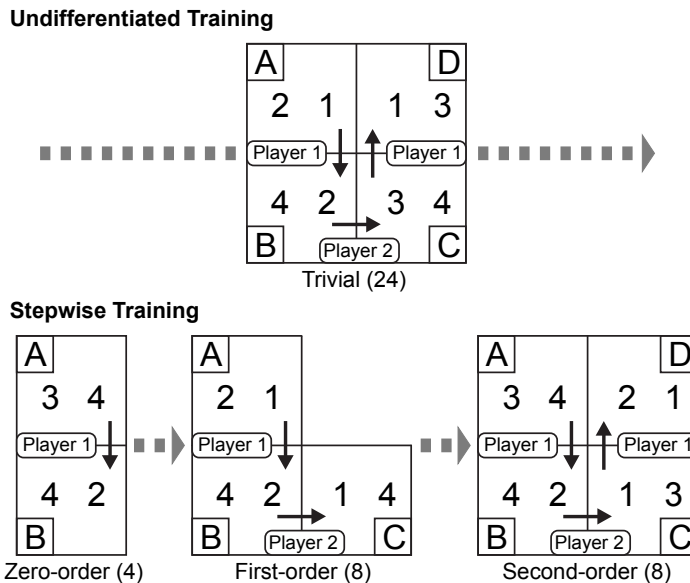 Undifferentiated Training
A D
2 1 1 3
Player 1 Player 1
4 2 3 4
B Player 2 C
Trivial (24)
Stepwise Training
A
3 4
Player 1
4 2
B
Zero-order (4)
A
2 1
Player 1
4 2 1 4
B Player 2 C
First-order (8)
A D
3 4 2 1
Player 1 Player 1
4 2 1 3
B Player 2 C
Second-order (8)